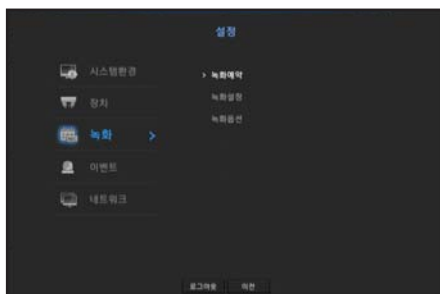 설정
시스템환경
장치
녹화 >
이벤트
네트워크
> 녹화예약
녹화설정
녹화옵션
로그아웃 이전